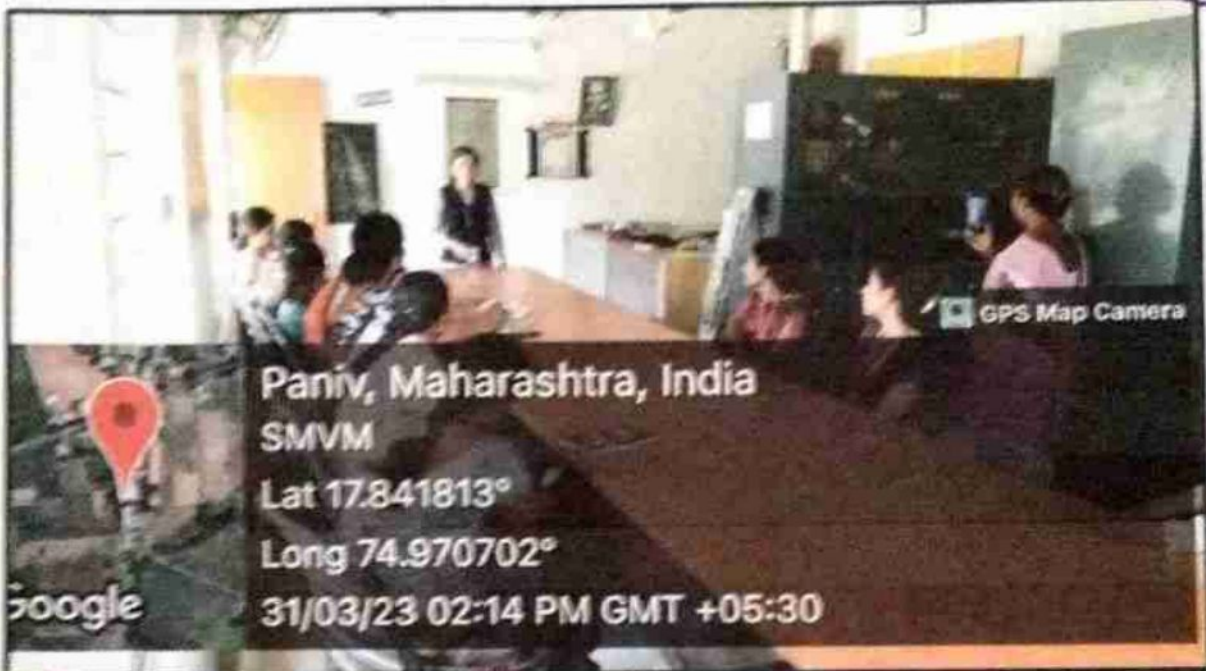 GPS Map Camera
Paniv, Maharashtra, India
SMVM
Lat 17.841813°
Long 74.970702°
31/03/23 02:14 PM GMT +05:30
Google